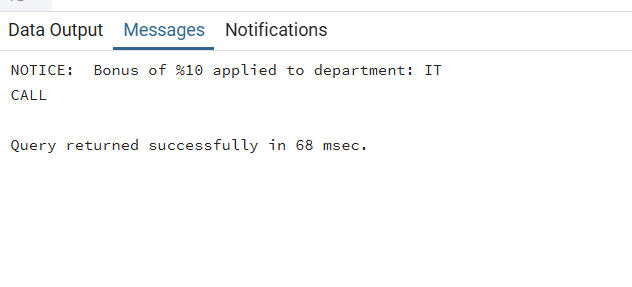 Data Output Messages Notifications
NOTICE:  Bonus of %10 applied to department: IT
CALL
Query returned successfully in 68 msec.